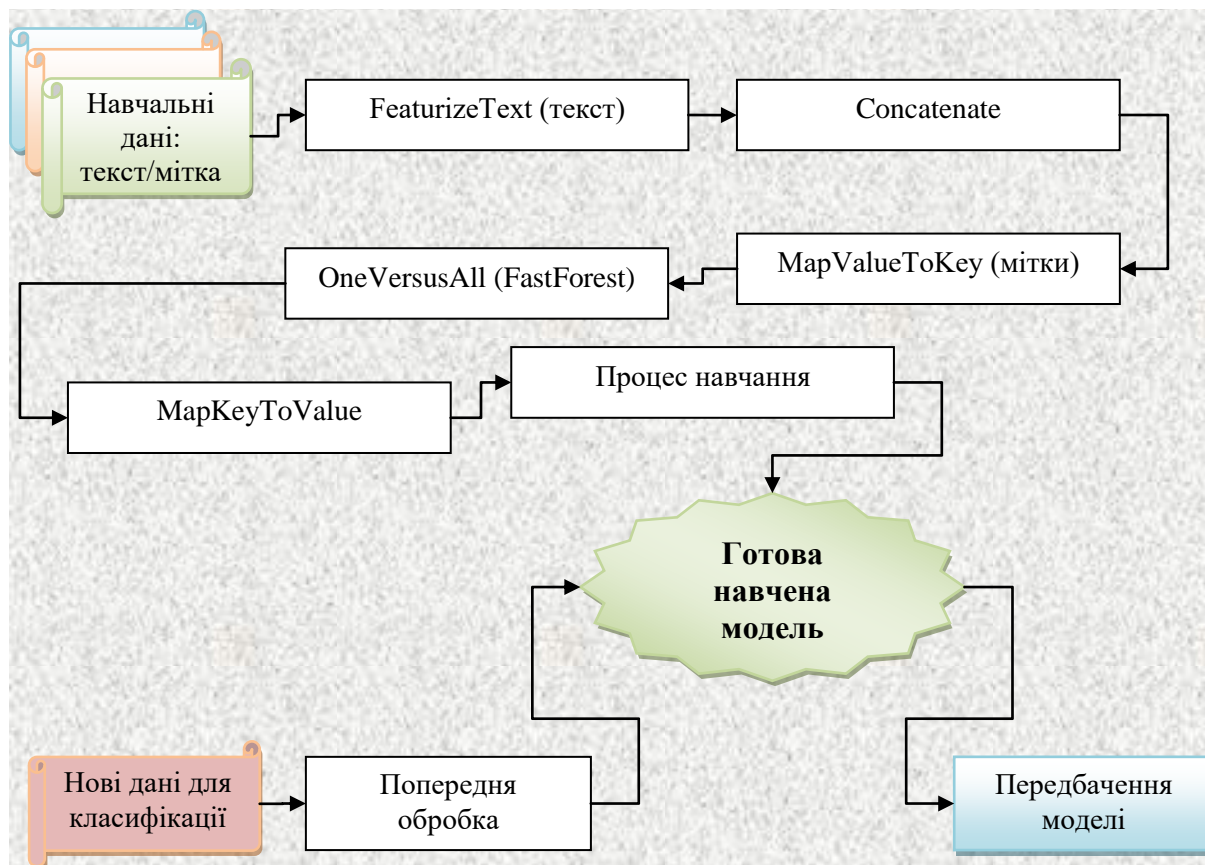 Навчальні
дані:
текст/мітка
FeaturizeText (текст)
Concatenate
MapValueToKey (мітки)
OneVersusAll (FastForest)
MapKeyToValue
Процес навчання
Готова
навчена
модель
Нові дані для
класифікації
Попередня
обробка
Передбачення
моделі